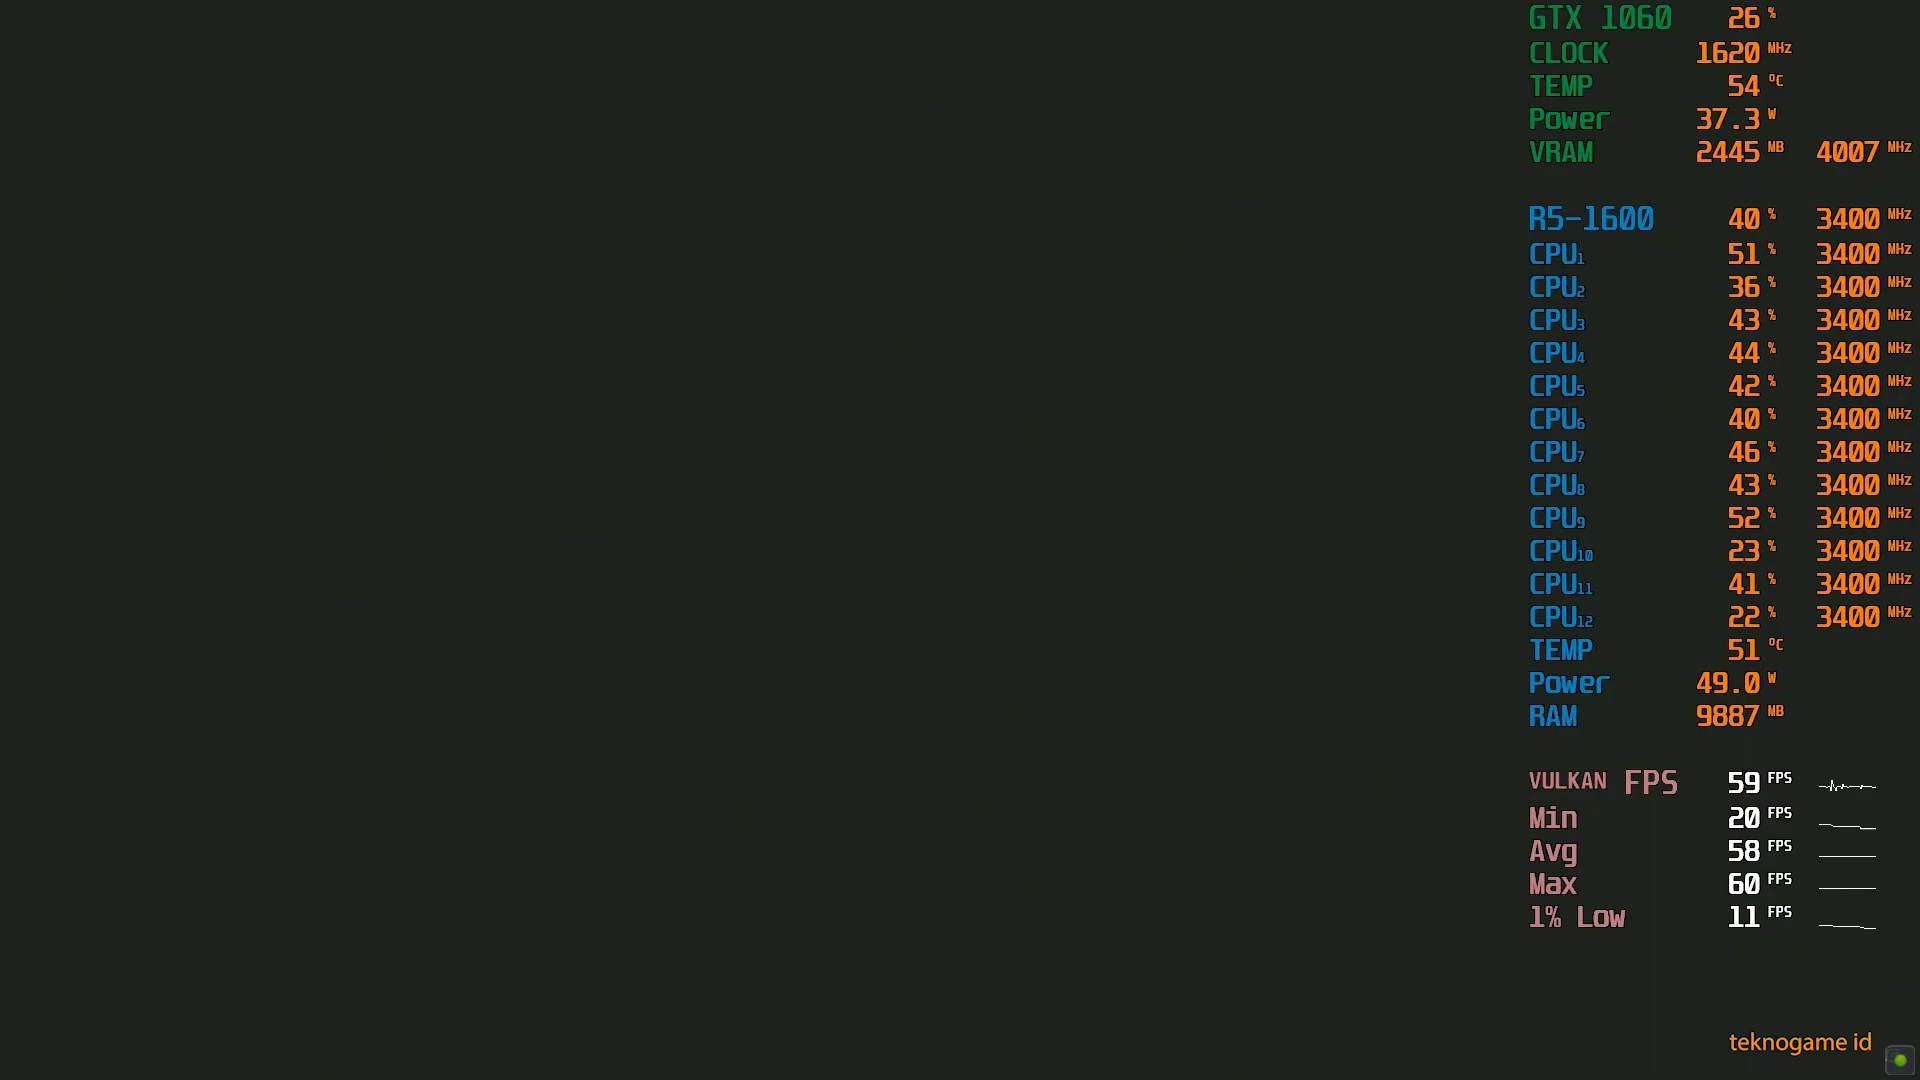 GTX 1060 26 %
CLOCK 1620 MHz
TEMP 54 °C
Power 37.3 W
VRAM 2445 MB 4007 MHz
R5-1600 40 % 3400 MHz
CPU1 51 % 3400 MHz
CPU2 36 % 3400 MHz
CPU3 43 % 3400 MHz
CPU4 44 % 3400 MHz
CPU5 42 % 3400 MHz
CPU6 40 % 3400 MHz
CPU7 46 % 3400 MHz
CPU8 43 % 3400 MHz
CPU9 52 % 3400 MHz
CPU10 23 % 3400 MHz
CPU11 41 % 3400 MHz
CPU12 22 % 3400 MHz
TEMP 51 °C
Power 49.0 W
RAM 9887 MB
VULKAN FPS 59 FPS
Min 20 FPS
Avg 58 FPS
Max 60 FPS
1% Low 11 FPS
teknogame id